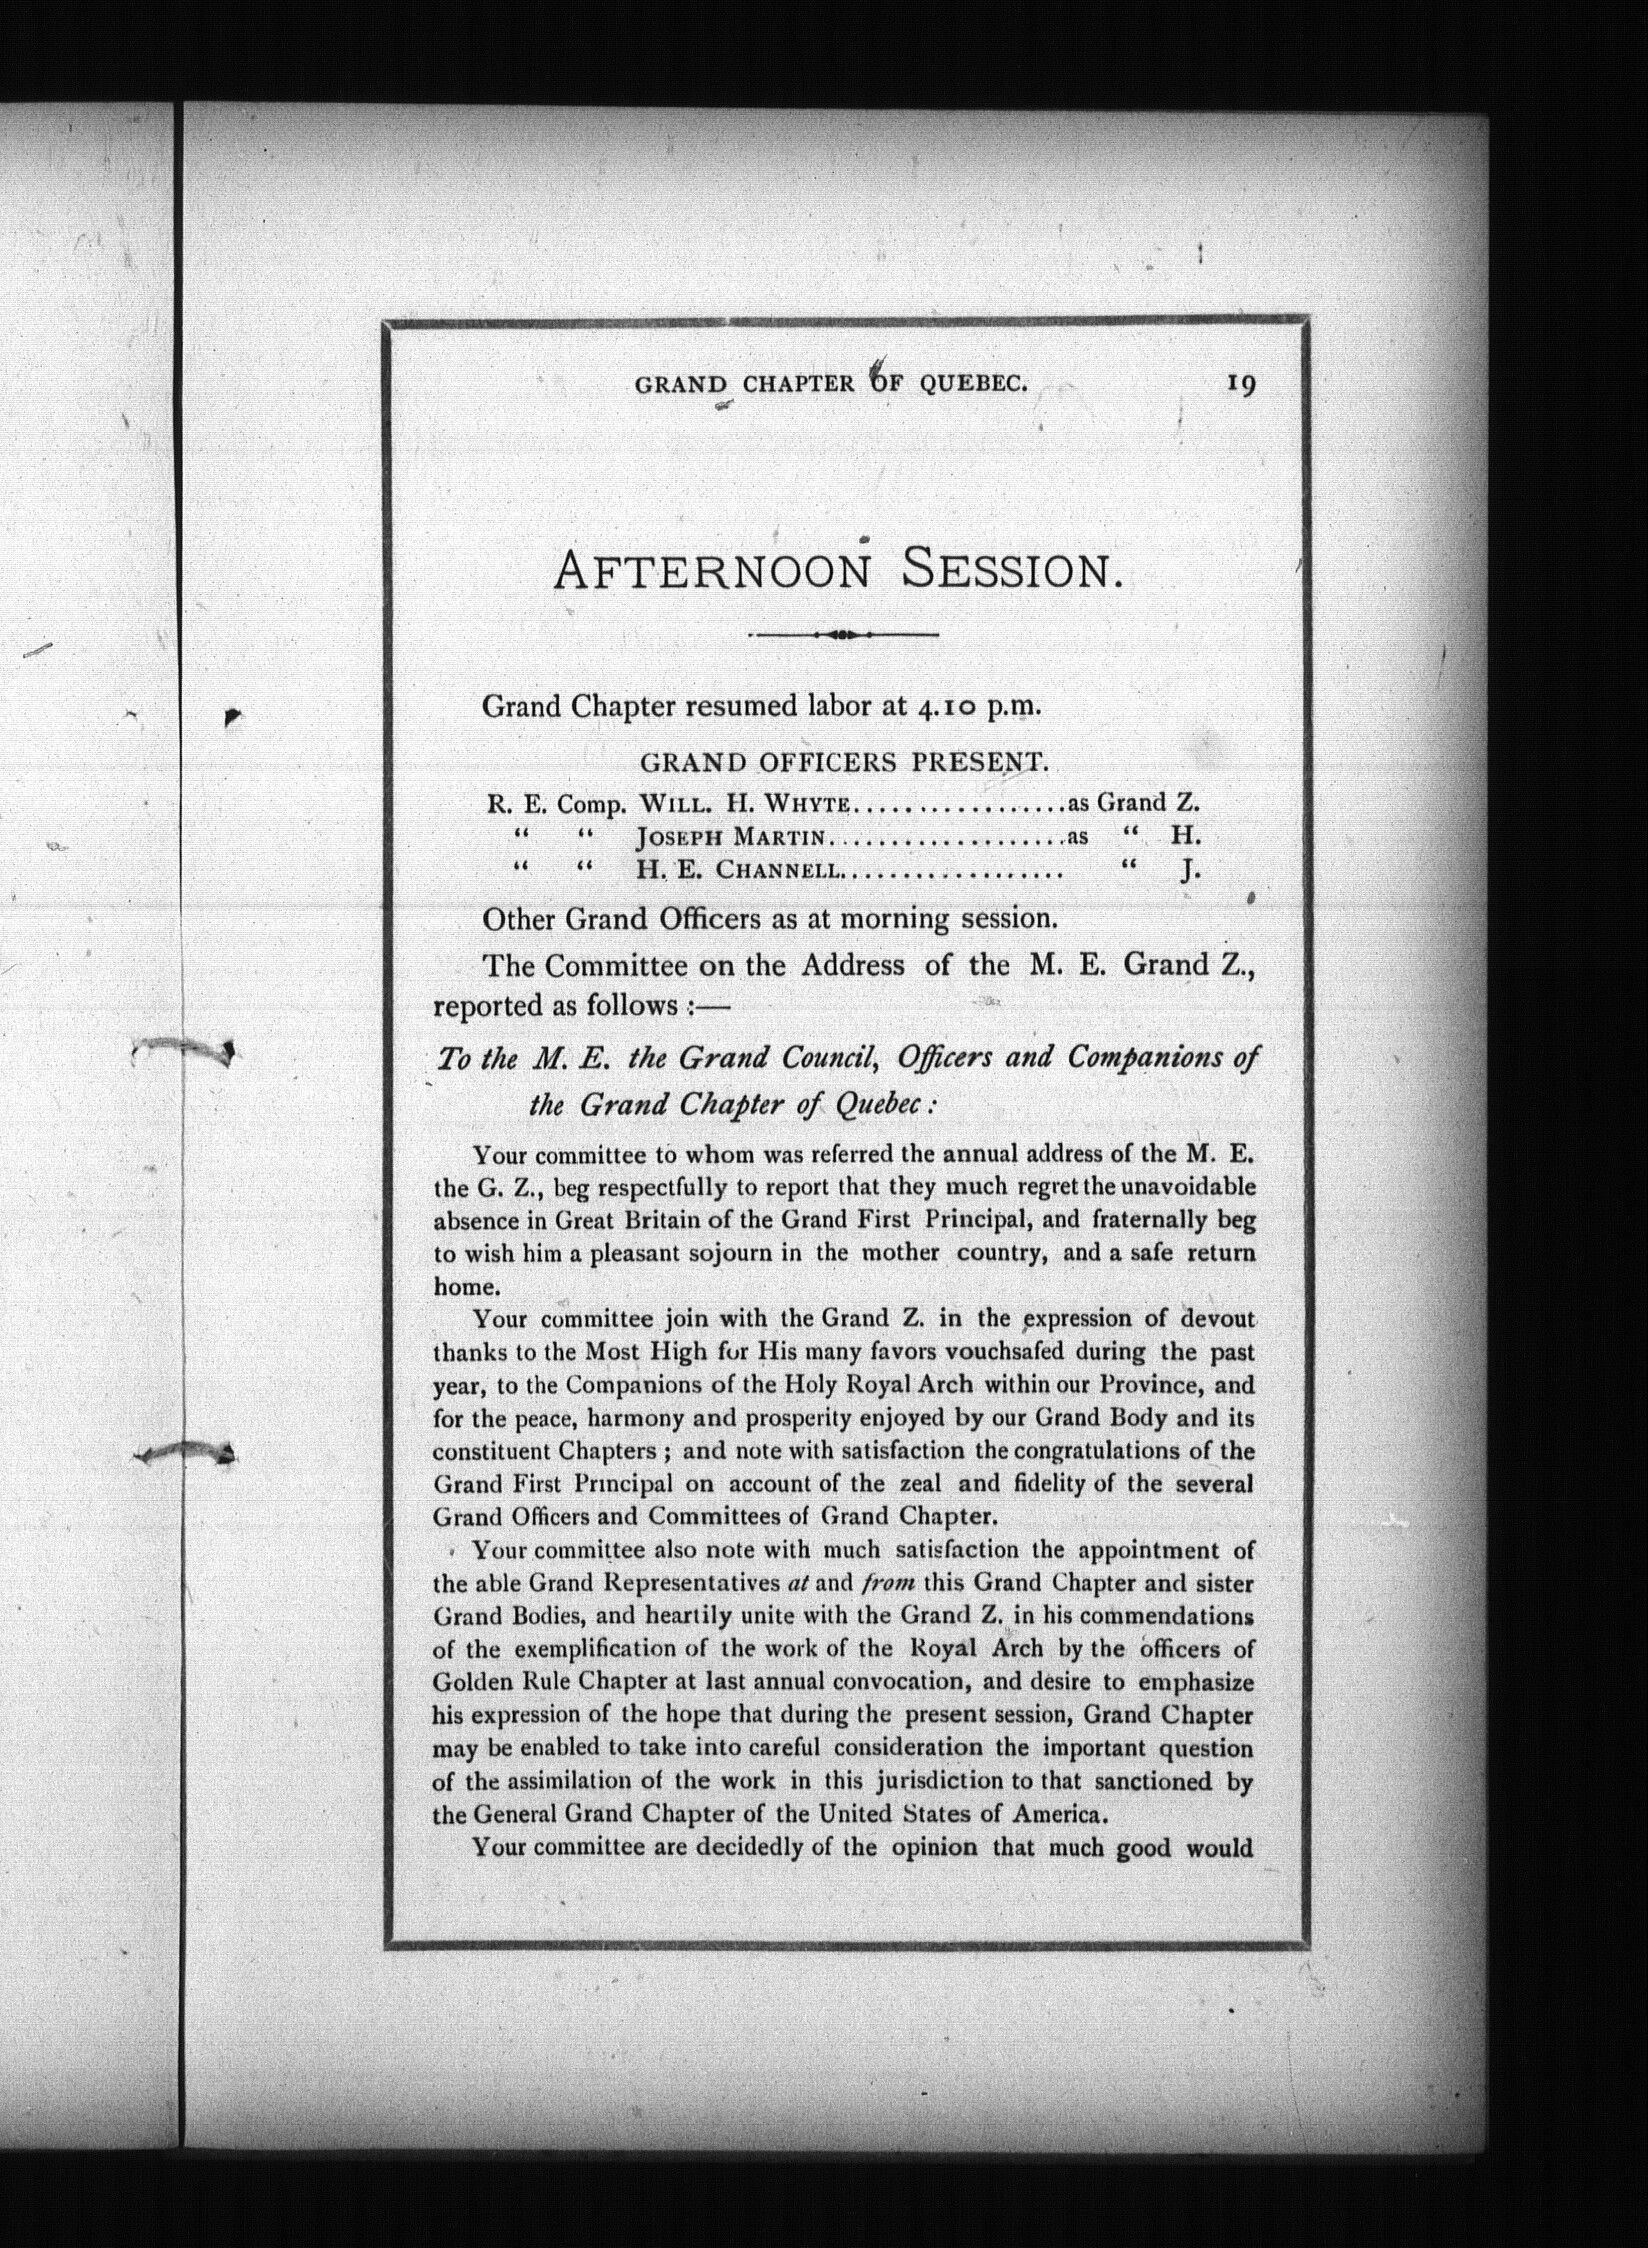 GRAND CHAPTER OF QUEBEC. 19
AFTERNOON SESSION.
Grand Chapter resumed labor at 4.10 p.m.
GRAND OFFICERS PRESENT.
R. E. Comp. WILL. H. WHYTE..................as Grand Z.
“ “ JOSEPH MARTIN...................as “ H.
“ “ H. E. CHANNELL.................. “ J.
Other Grand Officers as at morning session.
The Committee on the Address of the M. E. Grand Z.,
reported as follows :—
To the M. E. the Grand Council, Officers and Companions of
the Grand Chapter of Quebec :
Your committee to whom was referred the annual address of the M. E.
the G. Z., beg respectfully to report that they much regret the unavoidable
absence in Great Britain of the Grand First Principal, and fraternally beg
to wish him a pleasant sojourn in the mother country, and a safe return
home.
Your committee join with the Grand Z. in the expression of devout
thanks to the Most High for His many favors vouchsafed during the past
year, to the Companions of the Holy Royal Arch within our Province, and
for the peace, harmony and prosperity enjoyed by our Grand Body and its
constituent Chapters ; and note with satisfaction the congratulations of the
Grand First Principal on account of the zeal and fidelity of the several
Grand Officers and Committees of Grand Chapter.
Your committee also note with much satisfaction the appointment of
the able Grand Representatives at and from this Grand Chapter and sister
Grand Bodies, and heartily unite with the Grand Z. in his commendations
of the exemplification of the work of the Royal Arch by the officers of
Golden Rule Chapter at last annual convocation, and desire to emphasize
his expression of the hope that during the present session, Grand Chapter
may be enabled to take into careful consideration the important question
of the assimilation of the work in this jurisdiction to that sanctioned by
the General Grand Chapter of the United States of America.
Your committee are decidedly of the opinion that much good would